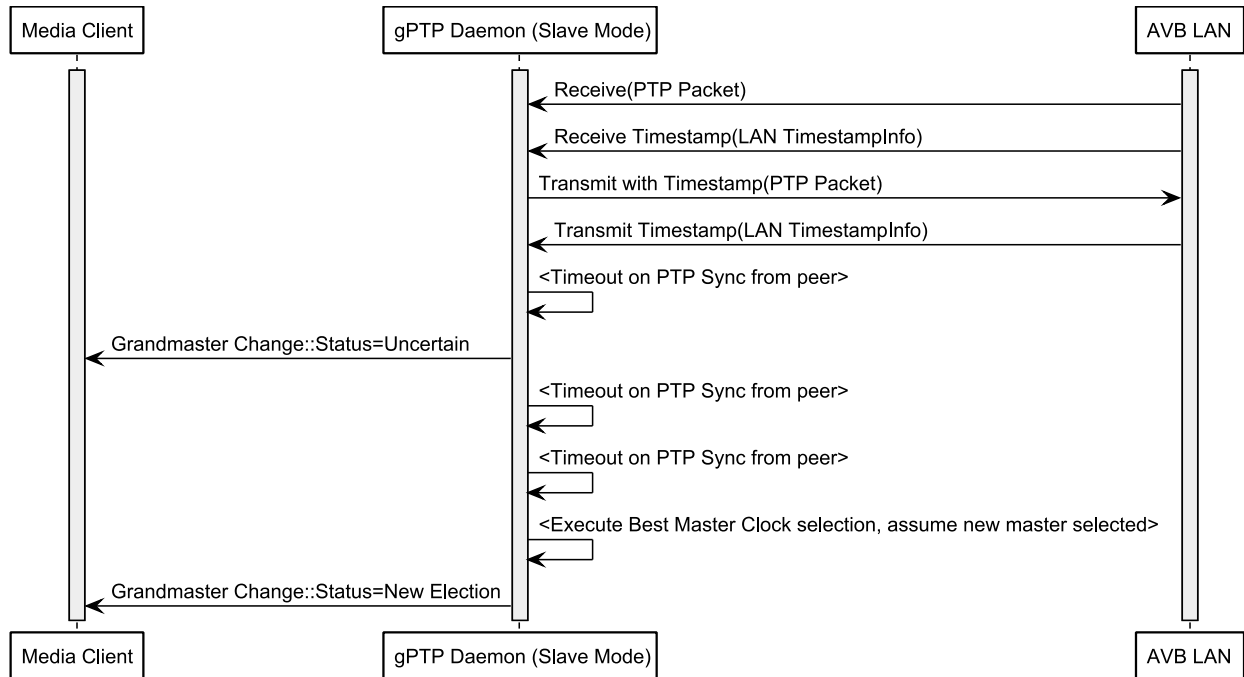 Media Client
gPTP Daemon (Slave Mode)
AVB LAN
Receive(PTP Packet)
Receive Timestamp(LAN TimestampInfo)
Transmit with Timestamp(PTP Packet)
Transmit Timestamp(LAN TimestampInfo)
<Timeout on PTP Sync from peer>
Grandmaster Change::Status=Uncertain
<Timeout on PTP Sync from peer>
<Timeout on PTP Sync from peer>
<Execute Best Master Clock selection, assume new master selected>
Grandmaster Change::Status=New Election
Media Client
gPTP Daemon (Slave Mode)
AVB LAN